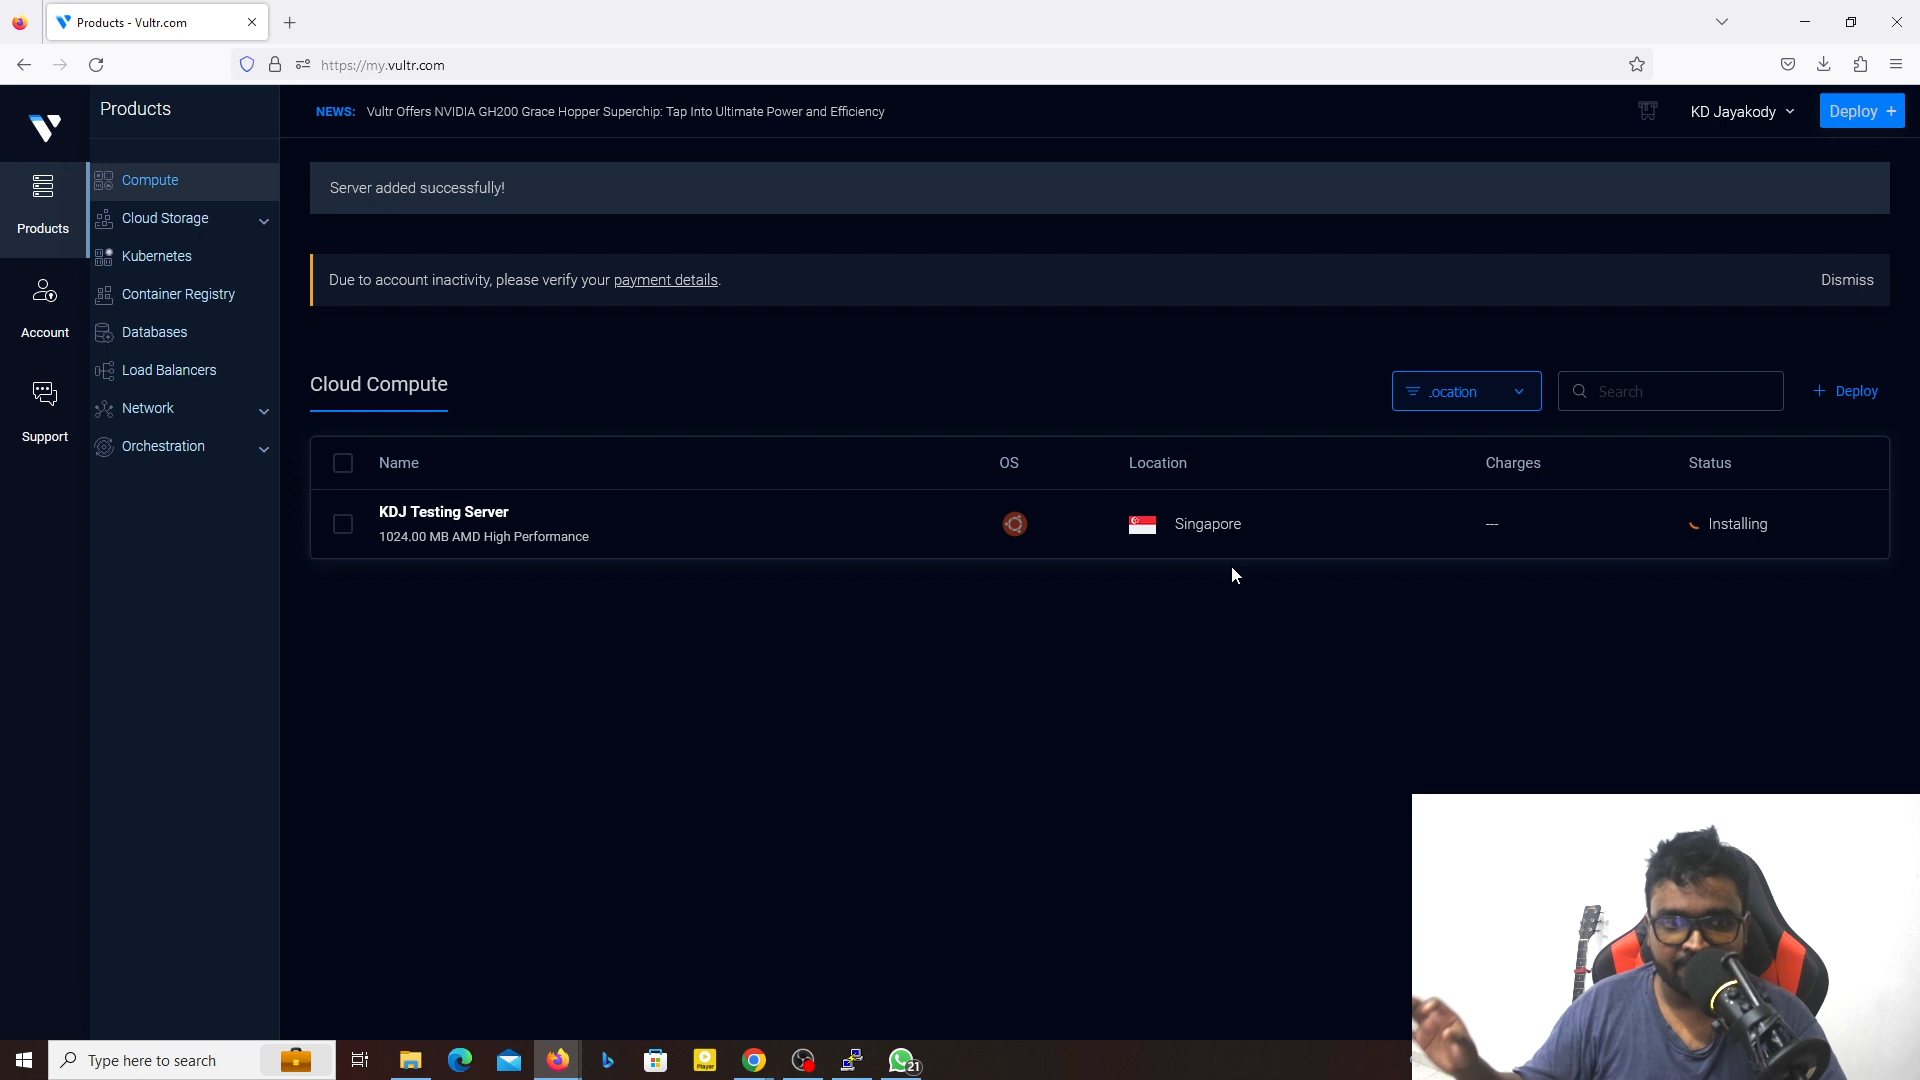 Products - Vultr.com
https://my.vultr.com
Products
NEWS: Vultr Offers NVIDIA GH200 Grace Hopper Superchip: Tap Into Ultimate Power and Efficiency
KD Jayakody
Deploy +
Products
Account
Support
Compute
Cloud Storage
Kubernetes
Container Registry
Databases
Load Balancers
Network
Orchestration
Server added successfully!
Due to account inactivity, please verify your payment details.
Dismiss
Cloud Compute
ocation
Search
+ Deploy
Name OS Location Charges Status
KDJ Testing Server
1024.00 MB AMD High Performance
Singapore
---
Installing
Type here to search
Player
21